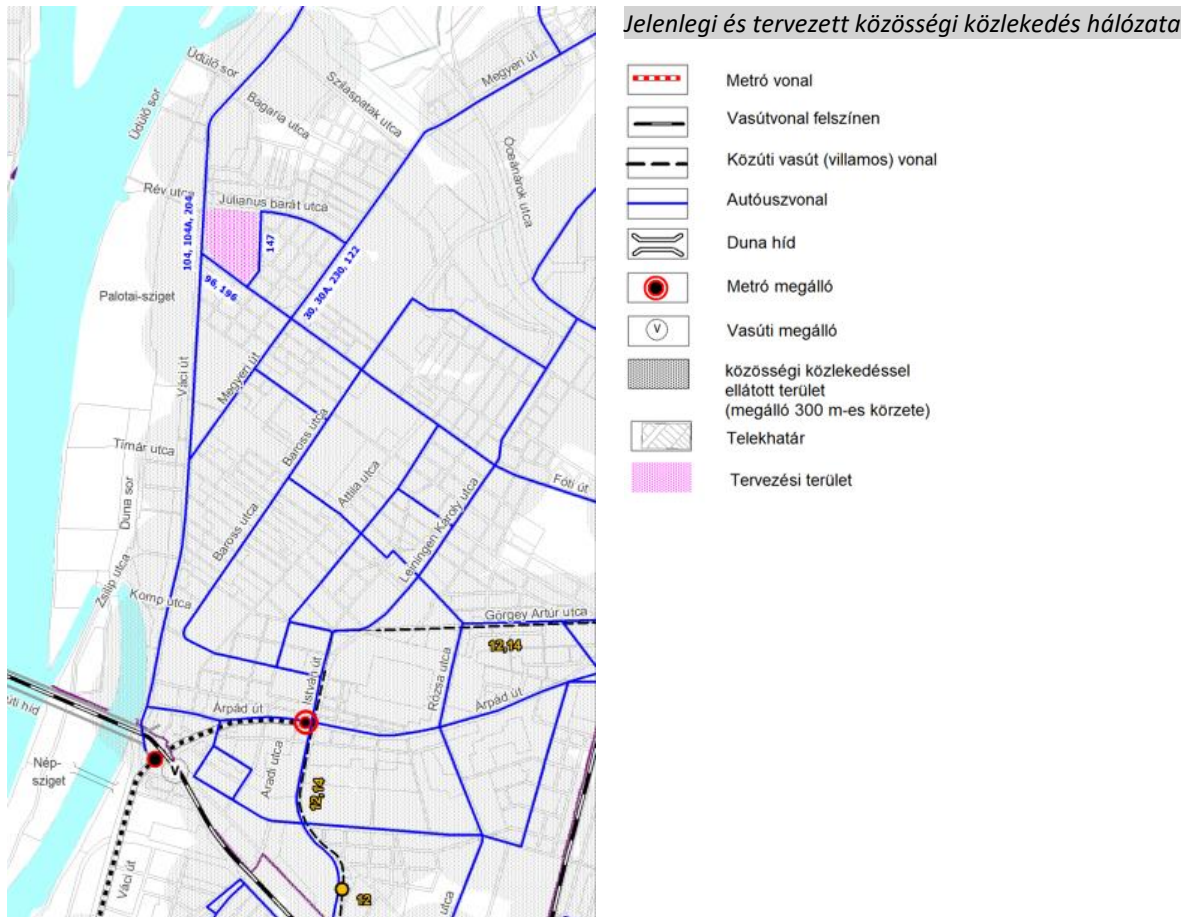 Jelenlegi és tervezett közösségi közlekedés hálózata
Metró vonal
Vasútvonal felszínen
Közúti vasút (villamos) vonal
Autóuszvonal
Duna híd
Metró megálló
V
Vasúti megálló
közösségi közlekedéssel
ellátott terület
(megálló 300 m-es körzete)
Telekhatár
Tervezési terület
Üdülő sor
Megyeri út
Szilaspatak utca
Bagaria utca
Üdülő sor
Óceánárok utca
Rév utca
Julianus barát utca
104, 104A, 204
147
96, 196
30, 30A, 230, 122
Palotai-sziget
Váci út
Megyeri út
Baross utca
Tímár utca
Attila utca
Fóti út
Duna sor
Baross utca
Leiningen Károly utca
Zsilip utca
Komp utca
Görgey Artúr utca
12,14
István út
Rózsa utca
Árpád út
Árpád út
úti híd
Nép-
sziget
V
Aradi utca
12,14
Váci út
12
utca